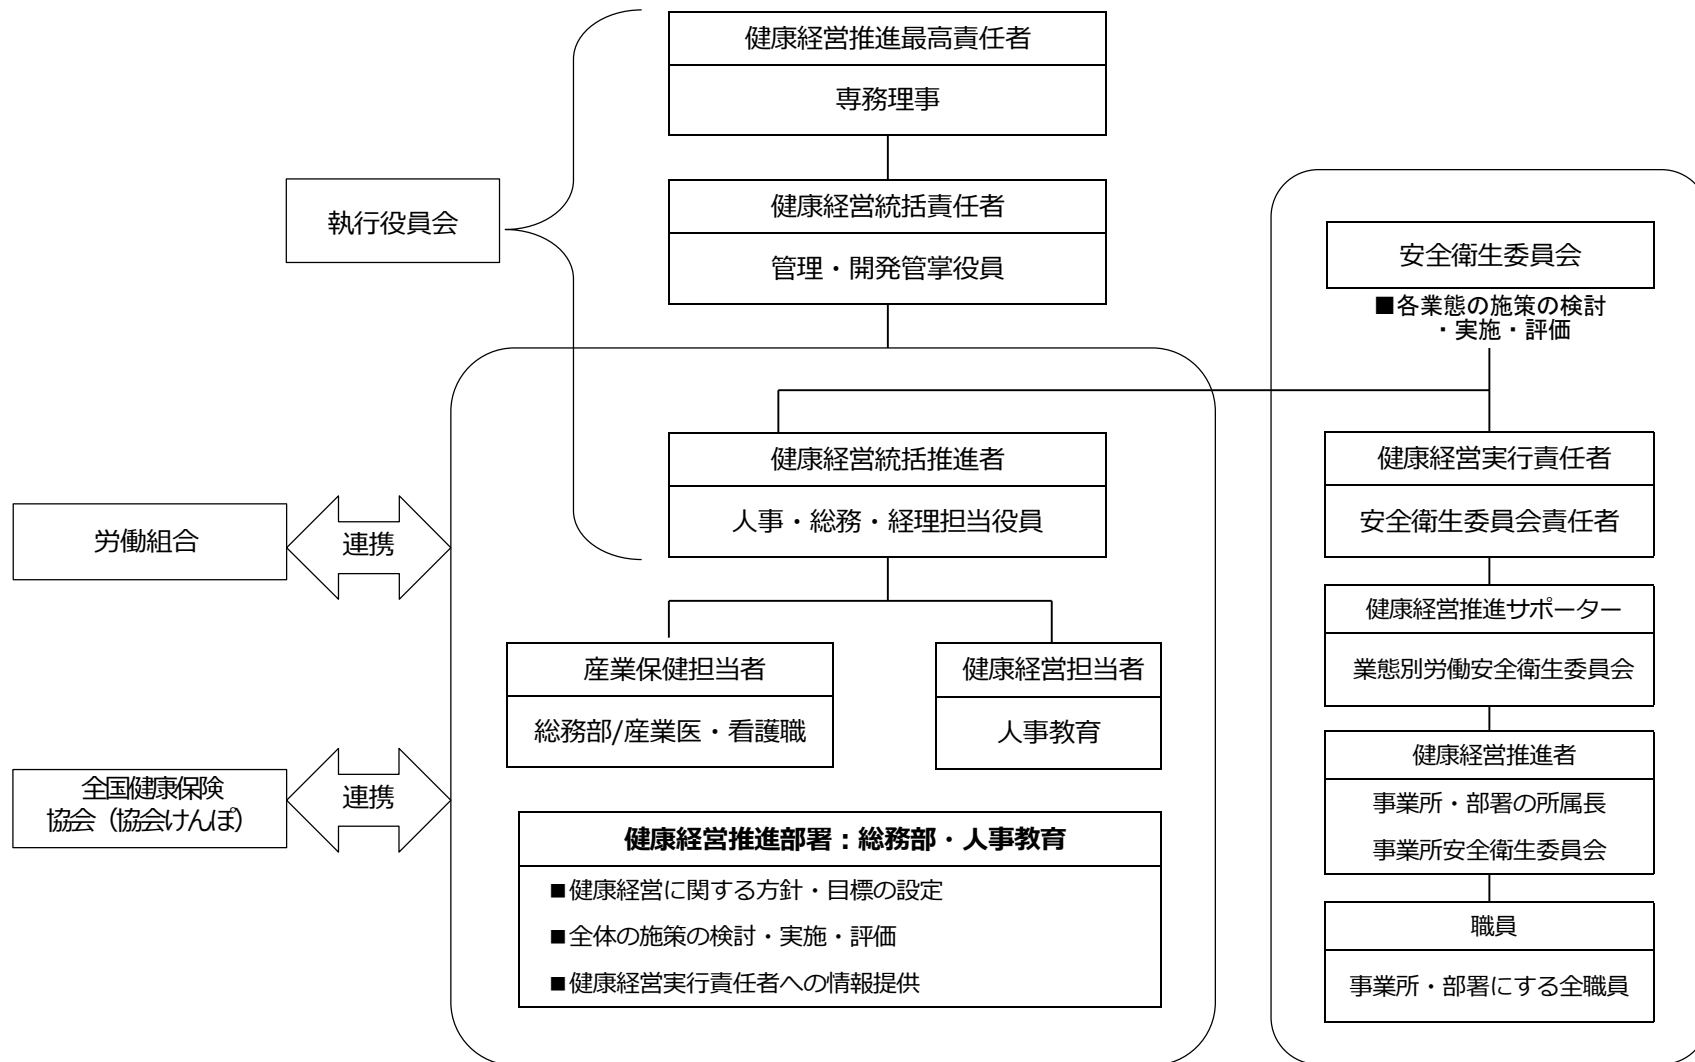 健康経営推進最高責任者
専務理事
執行役員会
健康経営統括責任者
管理・開発管掌役員
安全衛生委員会
■各業態の施策の検討
・実施・評価
健康経営統括推進者
人事・総務・経理担当役員
健康経営実行責任者
安全衛生委員会責任者
労働組合
連携
健康経営推進サポーター
業態別労働安全衛生委員会
産業保健担当者
総務部/産業医・看護職
健康経営担当者
人事教育
健康経営推進者
事業所・部署の所属長
事業所安全衛生委員会
全国健康保険
協会（協会けんぽ）
連携
健康経営推進部署：総務部・人事教育
■健康経営に関する方針・目標の設定
■全体の施策の検討・実施・評価
■健康経営実行責任者への情報提供
職員
事業所・部署にする全職員